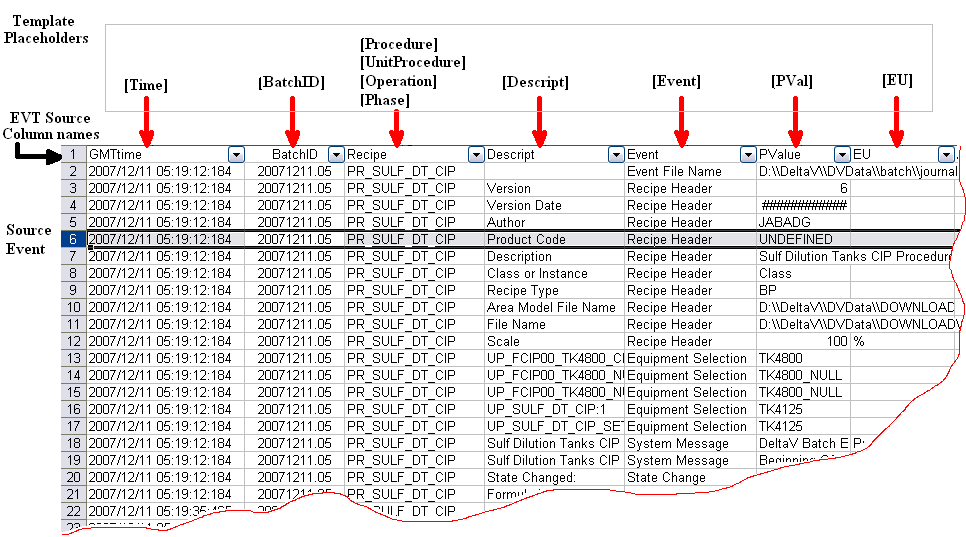 Template
Placeholders
[Time]
[BatchID]
[Procedure]
[UnitProcedure]
[Operation]
[Phase]
[Descript]
[Event]
[PVal]
[EU]
EVT Source
Column names
Source
Event
1 GMTtime BatchID Recipe Descript Event PValue EU
2 2007/12/11 05:19:12:184 20071211.05 PR_SULF_DT_CIP Event File Name D:\\DeltaV\\DVData\\batch\\journal
3 2007/12/11 05:19:12:184 20071211.05 PR_SULF_DT_CIP Version Recipe Header 6
4 2007/12/11 05:19:12:184 20071211.05 PR_SULF_DT_CIP Version Date Recipe Header ############
5 2007/12/11 05:19:12:184 20071211.05 PR_SULF_DT_CIP Author Recipe Header JABADG
6 2007/12/11 05:19:12:184 20071211.05 PR_SULF_DT_CIP Product Code Recipe Header UNDEFINED
7 2007/12/11 05:19:12:184 20071211.05 PR_SULF_DT_CIP Description Recipe Header Sulf Dilution Tanks CIP Procedure
8 2007/12/11 05:19:12:184 20071211.05 PR_SULF_DT_CIP Class or Instance Recipe Header Class
9 2007/12/11 05:19:12:184 20071211.05 PR_SULF_DT_CIP Recipe Type Recipe Header BP
10 2007/12/11 05:19:12:184 20071211.05 PR_SULF_DT_CIP Area Model File Name Recipe Header D:\\DeltaV\\DVData\\DOWNLOAD
11 2007/12/11 05:19:12:184 20071211.05 PR_SULF_DT_CIP File Name Recipe Header D:\\DeltaV\\DVData\\DOWNLOAD\
12 2007/12/11 05:19:12:184 20071211.05 PR_SULF_DT_CIP Scale Recipe Header 100 %
13 2007/12/11 05:19:12:184 20071211.05 PR_SULF_DT_CIP UP_FCIP00_TK4800_CI Equipment Selection TK4800
14 2007/12/11 05:19:12:184 20071211.05 PR_SULF_DT_CIP UP_FCIP00_TK4800_NU Equipment Selection TK4800_NULL
15 2007/12/11 05:19:12:184 20071211.05 PR_SULF_DT_CIP UP_FCIP00_TK4800_NU Equipment Selection TK4800_NULL
16 2007/12/11 05:19:12:184 20071211.05 PR_SULF_DT_CIP UP_SULF_DT_CIP:1 Equipment Selection TK4125
17 2007/12/11 05:19:12:184 20071211.05 PR_SULF_DT_CIP UP_SULF_DT_CIP_SET Equipment Selection TK4125
18 2007/12/11 05:19:12:184 20071211.05 PR_SULF_DT_CIP Sulf Dilution Tanks CIP System Message DeltaV Batch E
19 2007/12/11 05:19:12:184 20071211.05 PR_SULF_DT_CIP Sulf Dilution Tanks CIP System Message Beginning
20 2007/12/11 05:19:12:184 20071211.05 PR_SULF_DT_CIP State Changed: State Change
21 2007/12/11 05:19:12:184 20071211.05 PR_SULF_DT_CIP Formul
22 2007/12/11 05:19:35: PR_SULF_DT_CIP
23